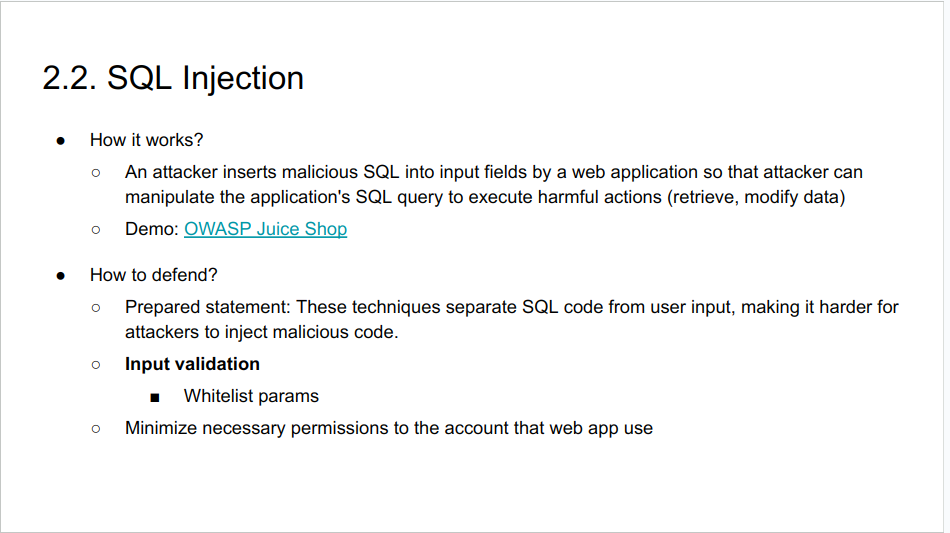 2.2. SQL Injection
● How it works?
○ An attacker inserts malicious SQL into input fields by a web application so that attacker can
manipulate the application's SQL query to execute harmful actions (retrieve, modify data)
○ Demo: OWASP Juice Shop
● How to defend?
○ Prepared statement: These techniques separate SQL code from user input, making it harder for
attackers to inject malicious code.
○ Input validation
■ Whitelist params
○ Minimize necessary permissions to the account that web app use